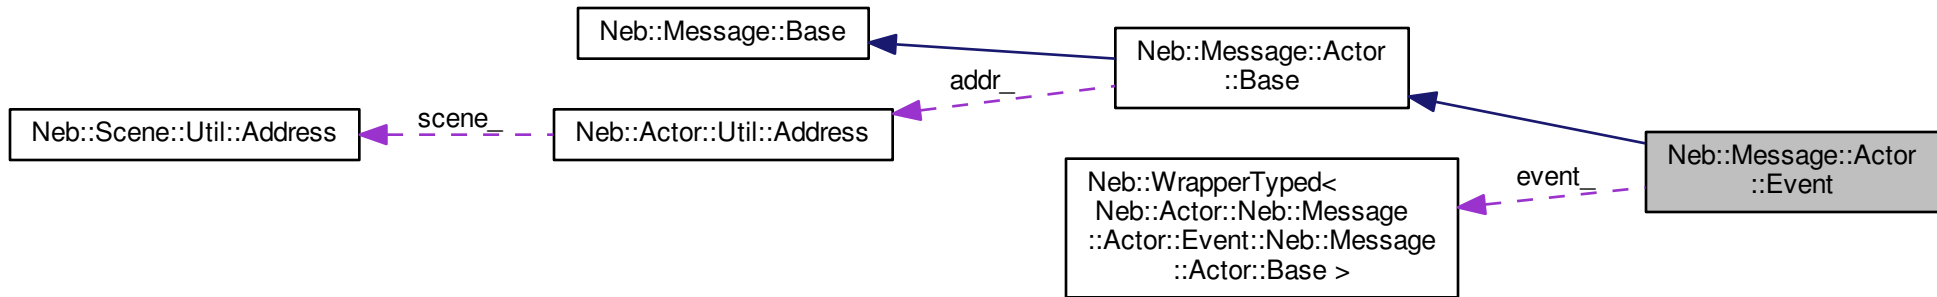 Neb::Message::Base
Neb::Message::Actor
::Base
addr_
Neb::Scene::Util::Address
scene_
Neb::Actor::Util::Address
Neb::Message::Actor
::Event
event_
Neb::WrapperTyped<
Neb::Actor::Neb::Message
::Actor::Event::Neb::Message
::Actor::Base >